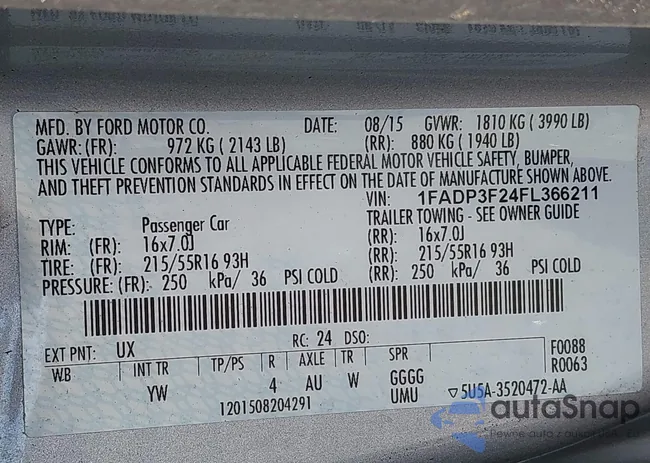 MFD. BY FORD MOTOR CO. DATE: 08/15 GVWR: 1810 KG ( 3990 LB)
GAWR: (FR): 972 KG ( 2143 LB) (RR): 880 KG ( 1940 LB)
THIS VEHICLE CONFORMS TO ALL APPLICABLE FEDERAL MOTOR VEHICLE SAFETY, BUMPER,
AND THEFT PREVENTION STANDARDS IN EFFECT ON THE DATE OF MANUFACTURE SHOWN ABOVE.
VIN: 1FADP3F24FL366211
TYPE: Passenger Car TRAILER TOWING - SEE OWNER GUIDE
RIM: (FR): 16x7.0J (RR): 16x7.0J
TIRE: (FR): 215/55R16 93H (RR): 215/55R16 93H
PRESSURE: (FR): 250 kPa/ 36 PSI COLD (RR): 250 kPa/ 36 PSI COLD
EXT PNT: UX RC: 24 DSO: F0088
WB INT TR TP/PS R AXLE TR SPR R0063
YW 4 AU W GGGG
UMU ▽5U5A-3520472-AA
1201508204291
autaSnap
Pewne auto z aukcji